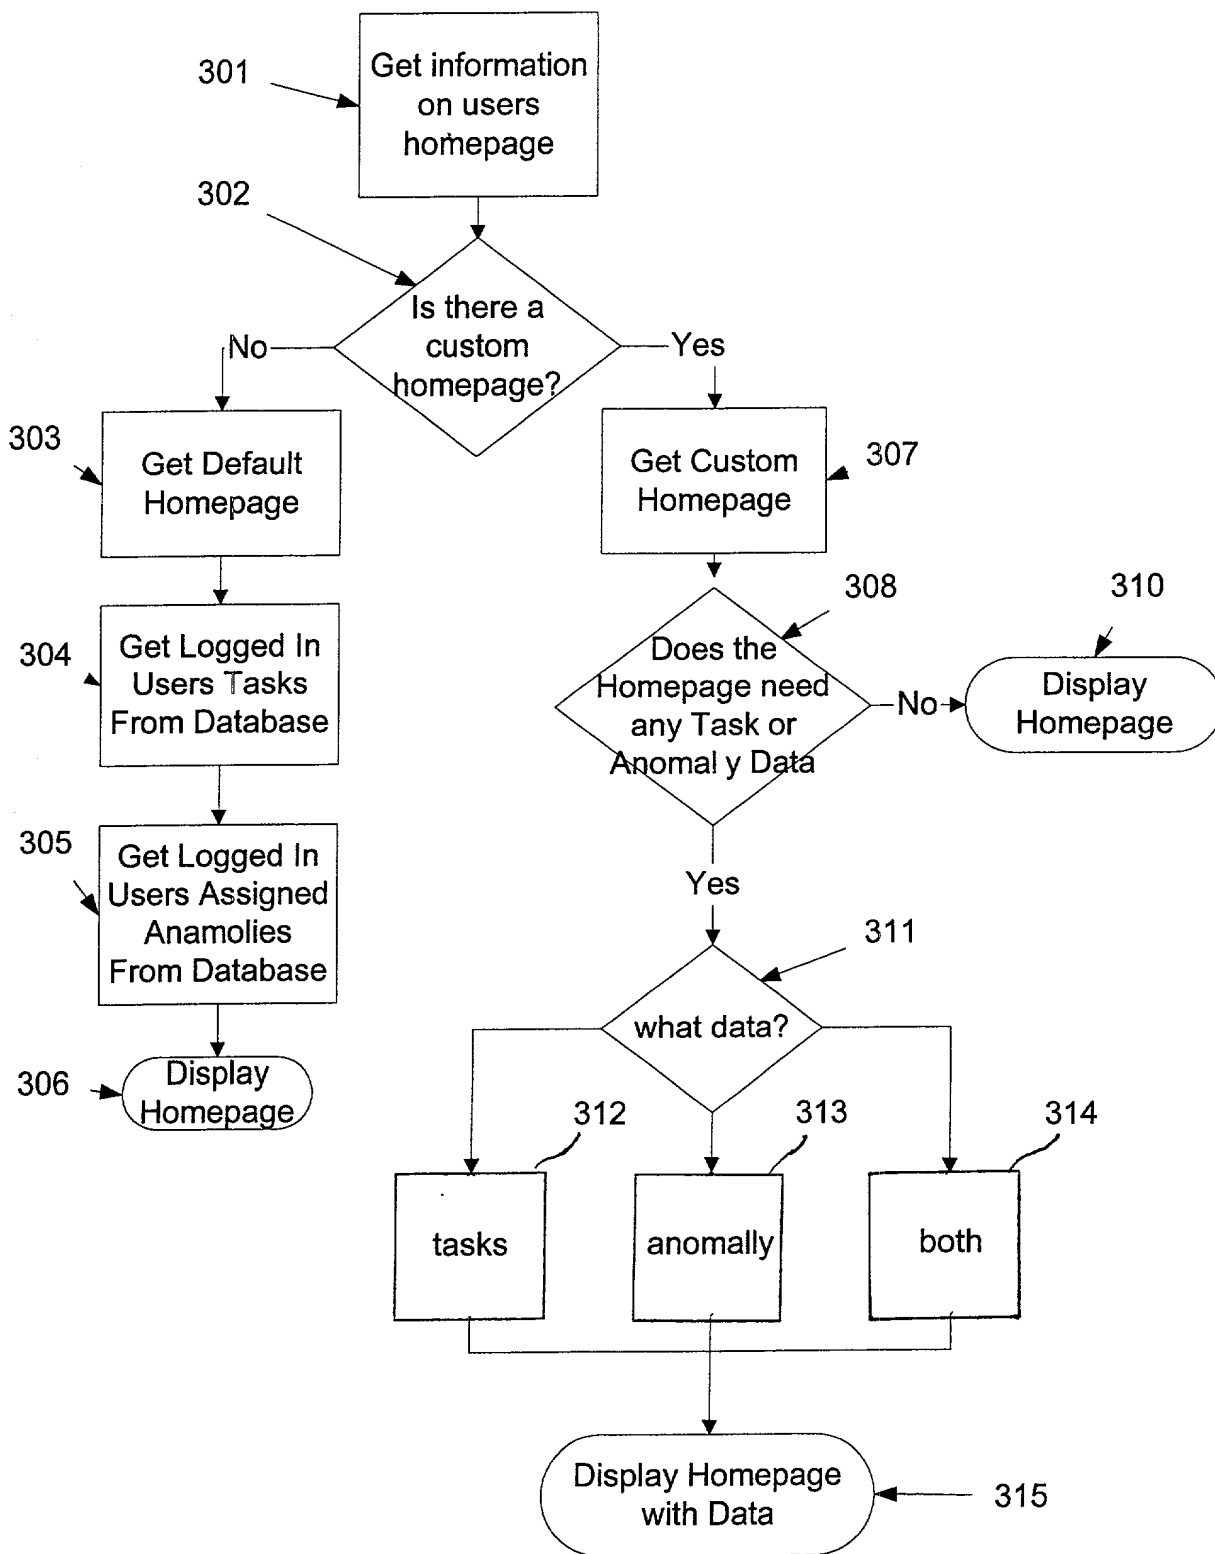 301
Get information
on users
homepage
302
Is there a
custom
homepage?
No
Yes
303
Get Default
Homepage
Get Custom
Homepage
307
308
310
304
Get Logged In
Users Tasks
From Database
Does the
Homepage need
any Task or
Anomal y Data
No
Display
Homepage
305
Get Logged In
Users Assigned
Anamolies
From Database
Yes
311
what data?
306
Display
Homepage
312
313
314
tasks
anomally
both
Display Homepage
with Data
315